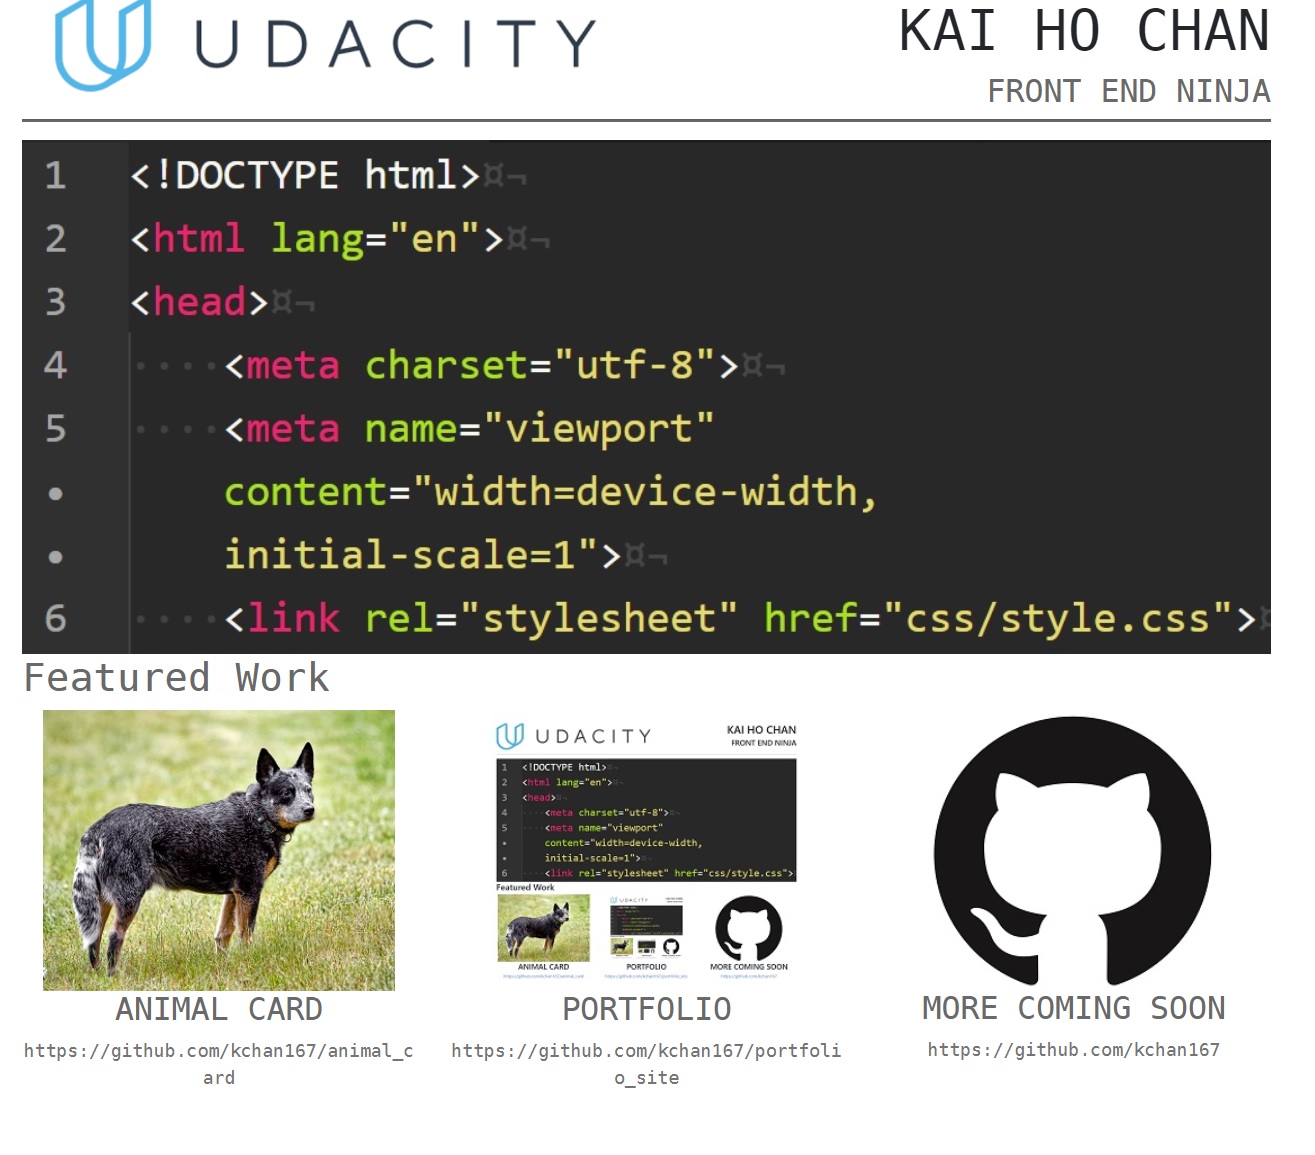 UDACITY
KAI HO CHAN
FRONT END NINJA
1 <!DOCTYPE html>¤¬
2 <html lang="en">¤¬
3 <head>¤¬
4 ····<meta charset="utf-8">¤¬
5 ····<meta name="viewport"
• content="width=device-width,
• initial-scale=1">¤¬
6 ····<link rel="stylesheet" href="css/style.css">¤
Featured Work
UDACITY
KAI HO CHAN
FRONT END NINJA
1 <!DOCTYPE html>¤¬
2 <html lang="en">¤¬
3 <head>¤¬
4 ····<meta charset="utf-8">¤¬
5 ····<meta name="viewport"
• content="width=device-width,
• initial-scale=1">¤¬
6 ····<link rel="stylesheet" href="css/style.css">
Featured Work
ANIMAL CARD
PORTFOLIO
MORE COMING SOON
ANIMAL CARD
https://github.com/kchan167/animal_c
ard
PORTFOLIO
https://github.com/kchan167/portfoli
o_site
MORE COMING SOON
https://github.com/kchan167